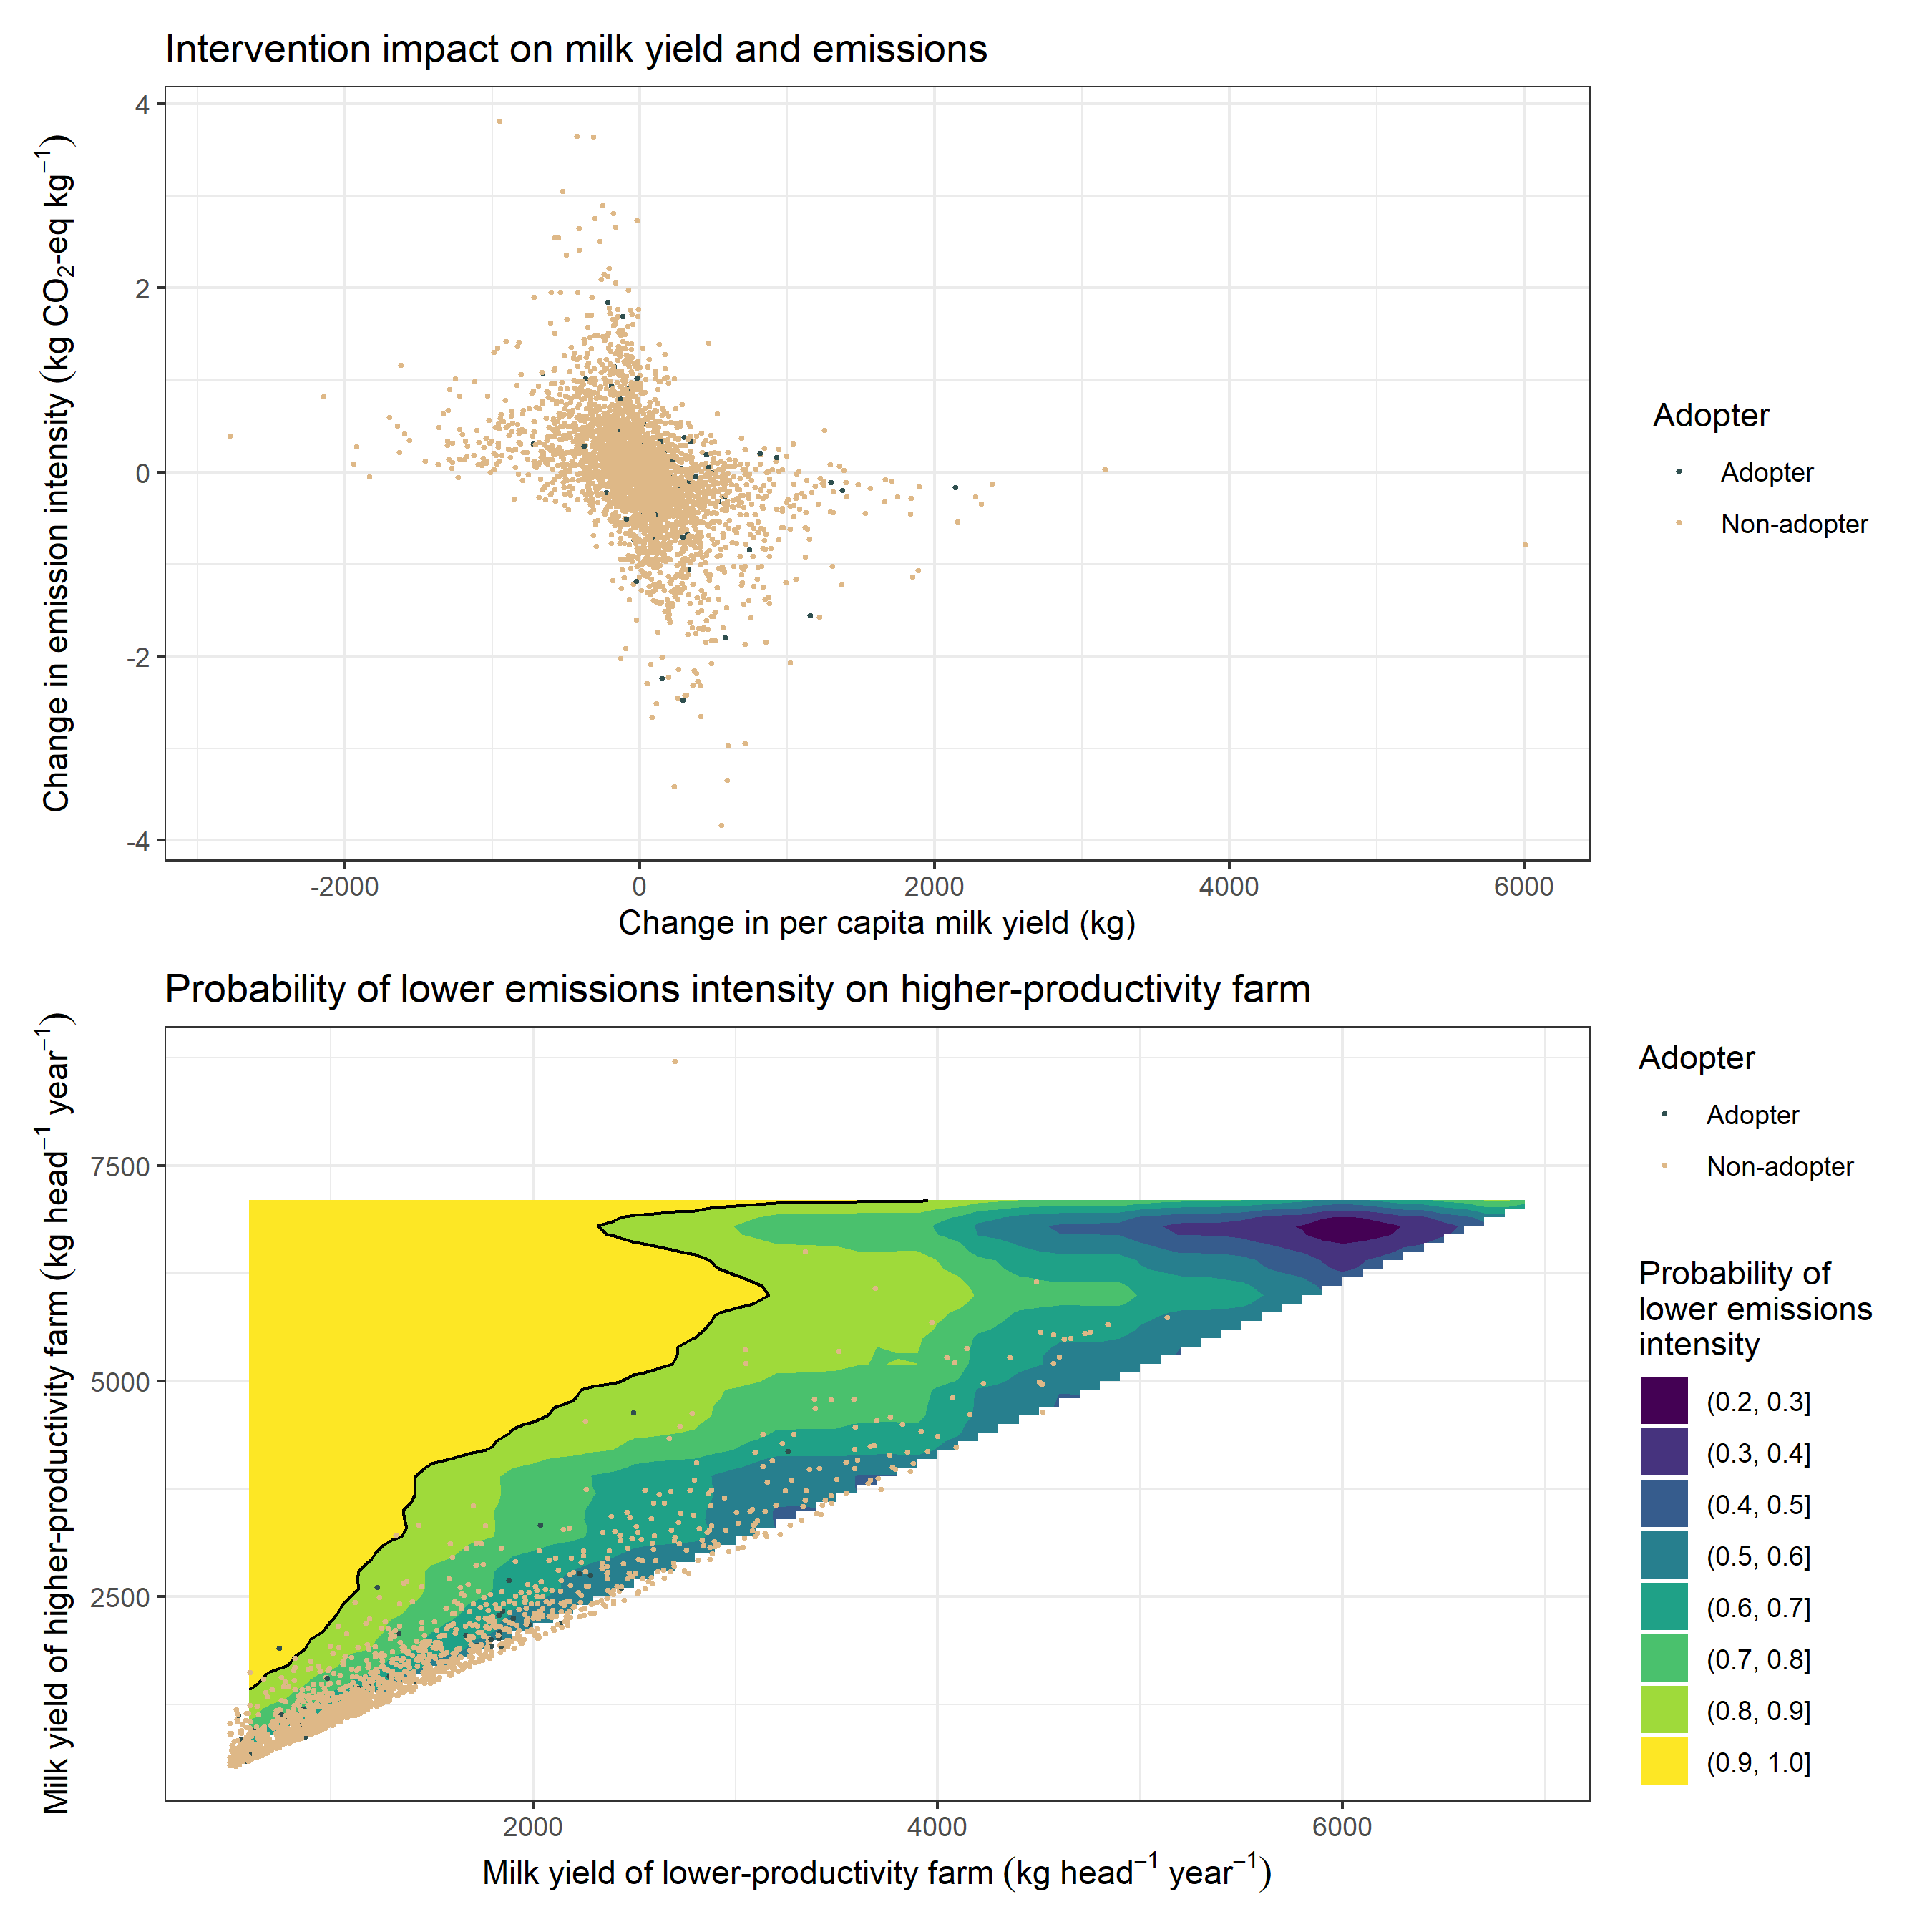 Intervention impact on milk yield and emissions
Change in emission intensity (kg CO₂-eq kg⁻¹)
4
2
0
-2
-4
-2000 0 2000 4000 6000
Change in per capita milk yield (kg)
Adopter
Adopter
Non-adopter
Probability of lower emissions intensity on higher-productivity farm
Milk yield of higher-productivity farm (kg head⁻¹ year⁻¹)
7500
5000
2500
2000 4000 6000
Milk yield of lower-productivity farm (kg head⁻¹ year⁻¹)
Adopter
Adopter
Non-adopter
Probability of
lower emissions
intensity
(0.2, 0.3]
(0.3, 0.4]
(0.4, 0.5]
(0.5, 0.6]
(0.6, 0.7]
(0.7, 0.8]
(0.8, 0.9]
(0.9, 1.0]